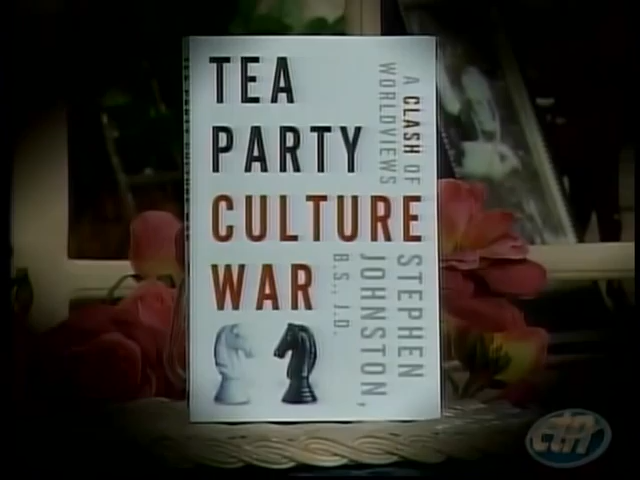 TEA
PARTY
CULTURE
WAR
A CLASH OF
WORLDVIEWS
STEPHEN
JOHNSTON,
B.S., J.D.
ctn